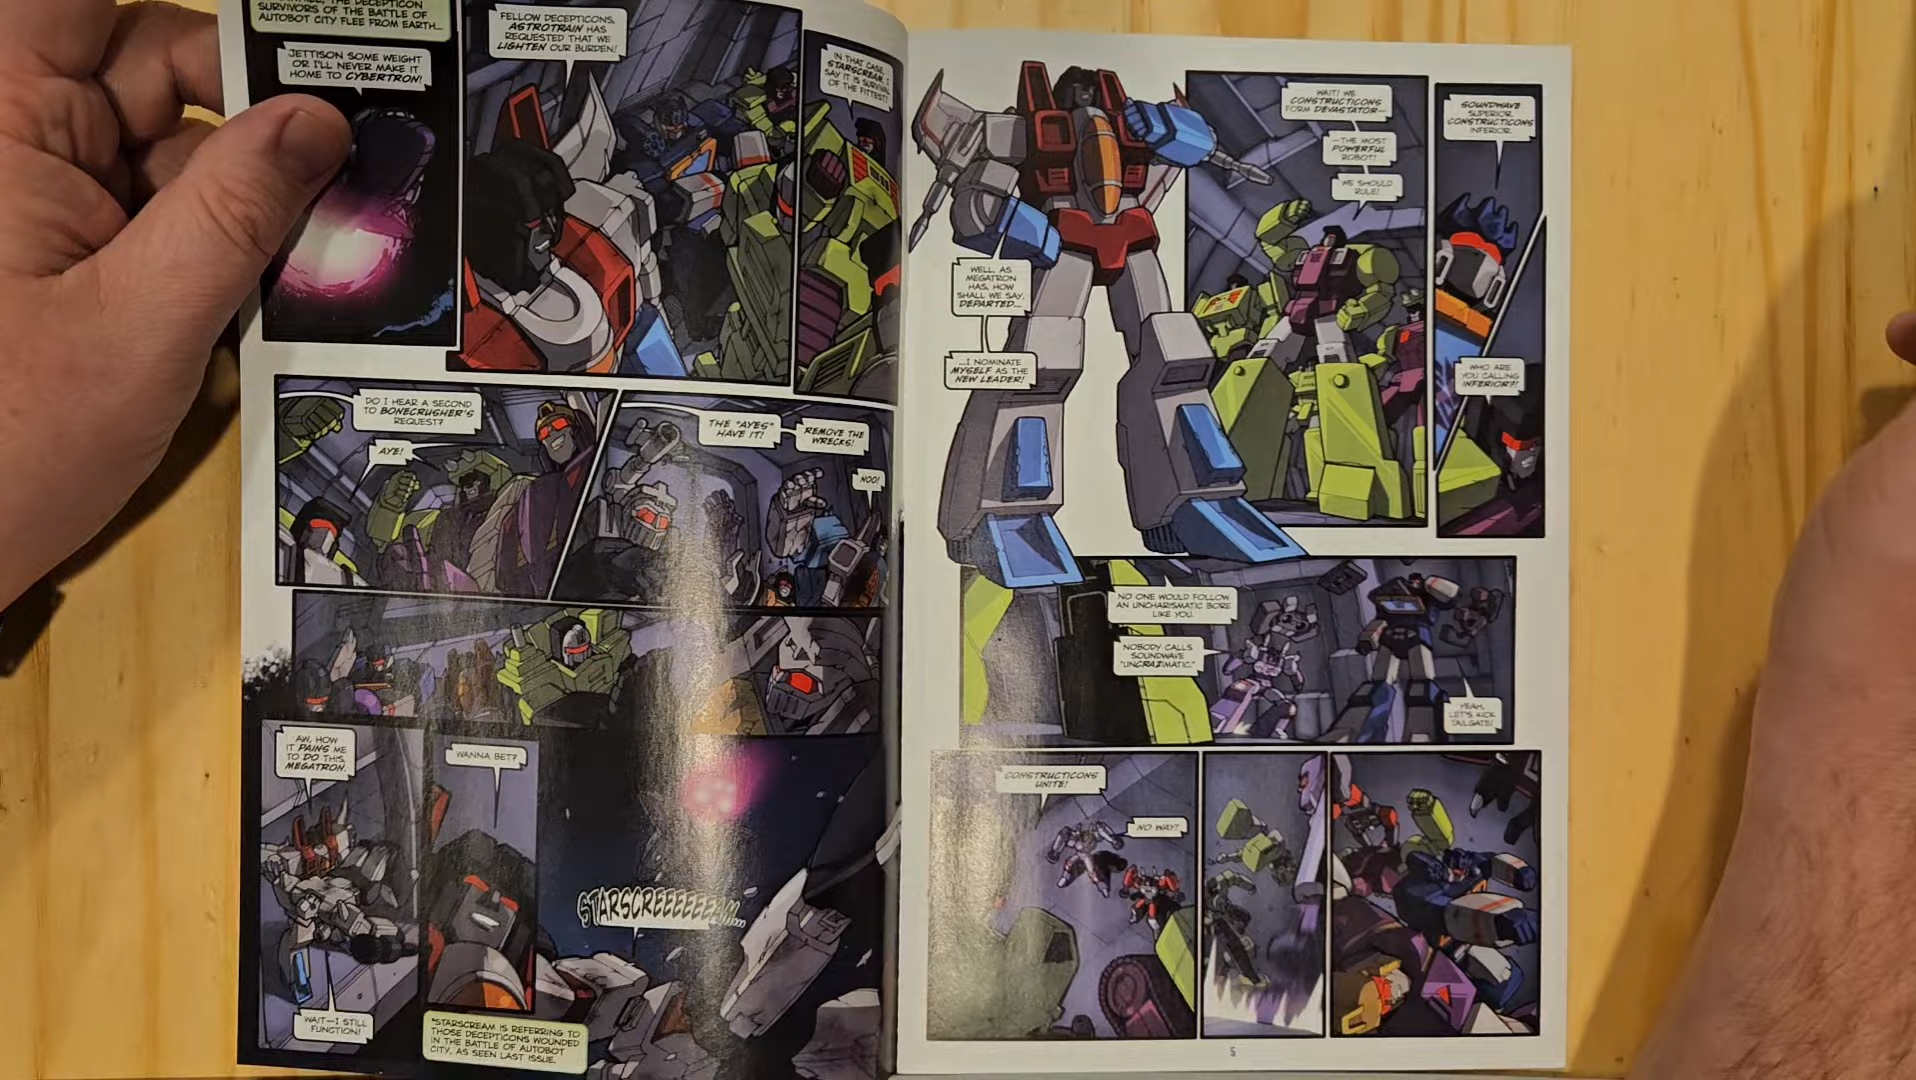 THE DECEPTICON
SURVIVORS OF THE BATTLE OF
AUTOBOT CITY FLEE FROM EARTH...
JETTISON SOME WEIGHT
OR I'LL NEVER MAKE IT
HOME TO CYBERTRON!
FELLOW DECEPTICONS,
ASTROTRAIN HAS
REQUESTED THAT WE
LIGHTEN OUR BURDEN!
IN THAT CASE,
STARSCREAM, I
SAY IT IS SURVIVAL
OF THE FITTEST!
DO I HEAR A SECOND
TO BONECRUSHER'S
REQUEST?
AYE!
THE "AYES"
HAVE IT!
REMOVE THE
WRECKS!
NOO!
AW, HOW
IT PAINS ME
TO DO THIS,
MEGATRON.
WAIT—I STILL
FUNCTION!
WANNA BET?
STARSCREEEEEEEAM
*STARSCREAM IS REFERRING TO
THOSE DECEPTICONS WOUNDED
IN THE BATTLE OF AUTOBOT
CITY, AS SEEN LAST ISSUE.
WELL, AS
MEGATRON
HAS, HOW
SHALL WE SAY,
DEPARTED...
...I NOMINATE
MYSELF AS THE
NEW LEADER!
WAIT! WE
CONSTRUCTICONS
FORM DEVASTATOR—
—THE MOST
POWERFUL
ROBOT!
WE SHOULD
RULE!
SOUNDWAVE
SUPERIOR.
CONSTRUCTICONS
INFERIOR.
WHO ARE
YOU CALLING
INFERIOR?!
NO ONE WOULD FOLLOW
AN UNCHARISMATIC BORE
LIKE YOU.
NOBODY CALLS
SOUNDWAVE
"UNCRAZIMATIC."
YEAH,
LET'S KICK
TAILGATE!
CONSTRUCTICONS
UNITE!
NO WAY!
5